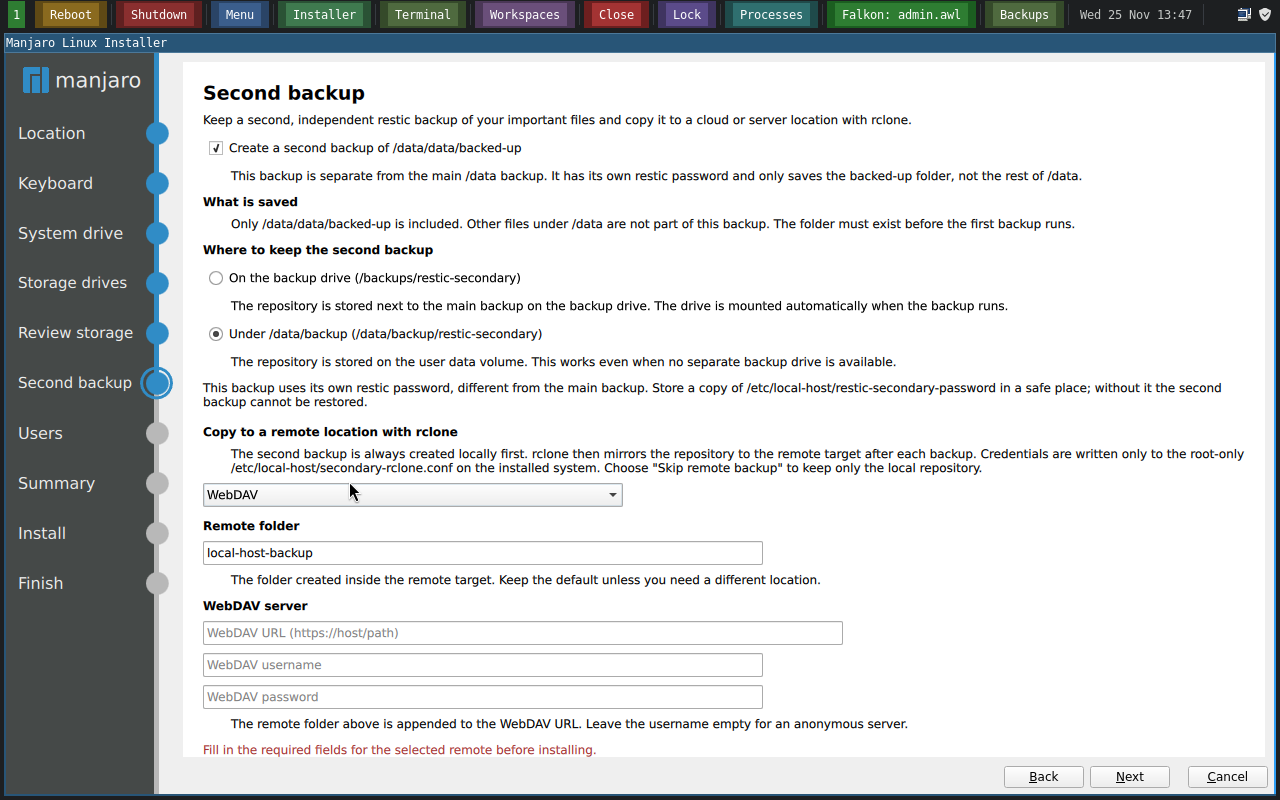 1 Reboot Shutdown Menu Installer Terminal Workspaces Close Lock Processes Falkon: admin.awl Backups Wed 25 Nov 13:47
Manjaro Linux Installer
manjaro
Location
Keyboard
System drive
Storage drives
Review storage
Second backup
Users
Summary
Install
Finish
Second backup
Keep a second, independent restic backup of your important files and copy it to a cloud or server location with rclone.
Create a second backup of /data/data/backed-up
This backup is separate from the main /data backup. It has its own restic password and only saves the backed-up folder, not the rest of /data.
What is saved
Only /data/data/backed-up is included. Other files under /data are not part of this backup. The folder must exist before the first backup runs.
Where to keep the second backup
On the backup drive (/backups/restic-secondary)
The repository is stored next to the main backup on the backup drive. The drive is mounted automatically when the backup runs.
Under /data/backup (/data/backup/restic-secondary)
The repository is stored on the user data volume. This works even when no separate backup drive is available.
This backup uses its own restic password, different from the main backup. Store a copy of /etc/local-host/restic-secondary-password in a safe place; without it the second
backup cannot be restored.
Copy to a remote location with rclone
The second backup is always created locally first. rclone then mirrors the repository to the remote target after each backup. Credentials are written only to the root-only
/etc/local-host/secondary-rclone.conf on the installed system. Choose "Skip remote backup" to keep only the local repository.
WebDAV
Remote folder
local-host-backup
The folder created inside the remote target. Keep the default unless you need a different location.
WebDAV server
WebDAV URL (https://host/path)
WebDAV username
WebDAV password
The remote folder above is appended to the WebDAV URL. Leave the username empty for an anonymous server.
Fill in the required fields for the selected remote before installing.
Back Next Cancel